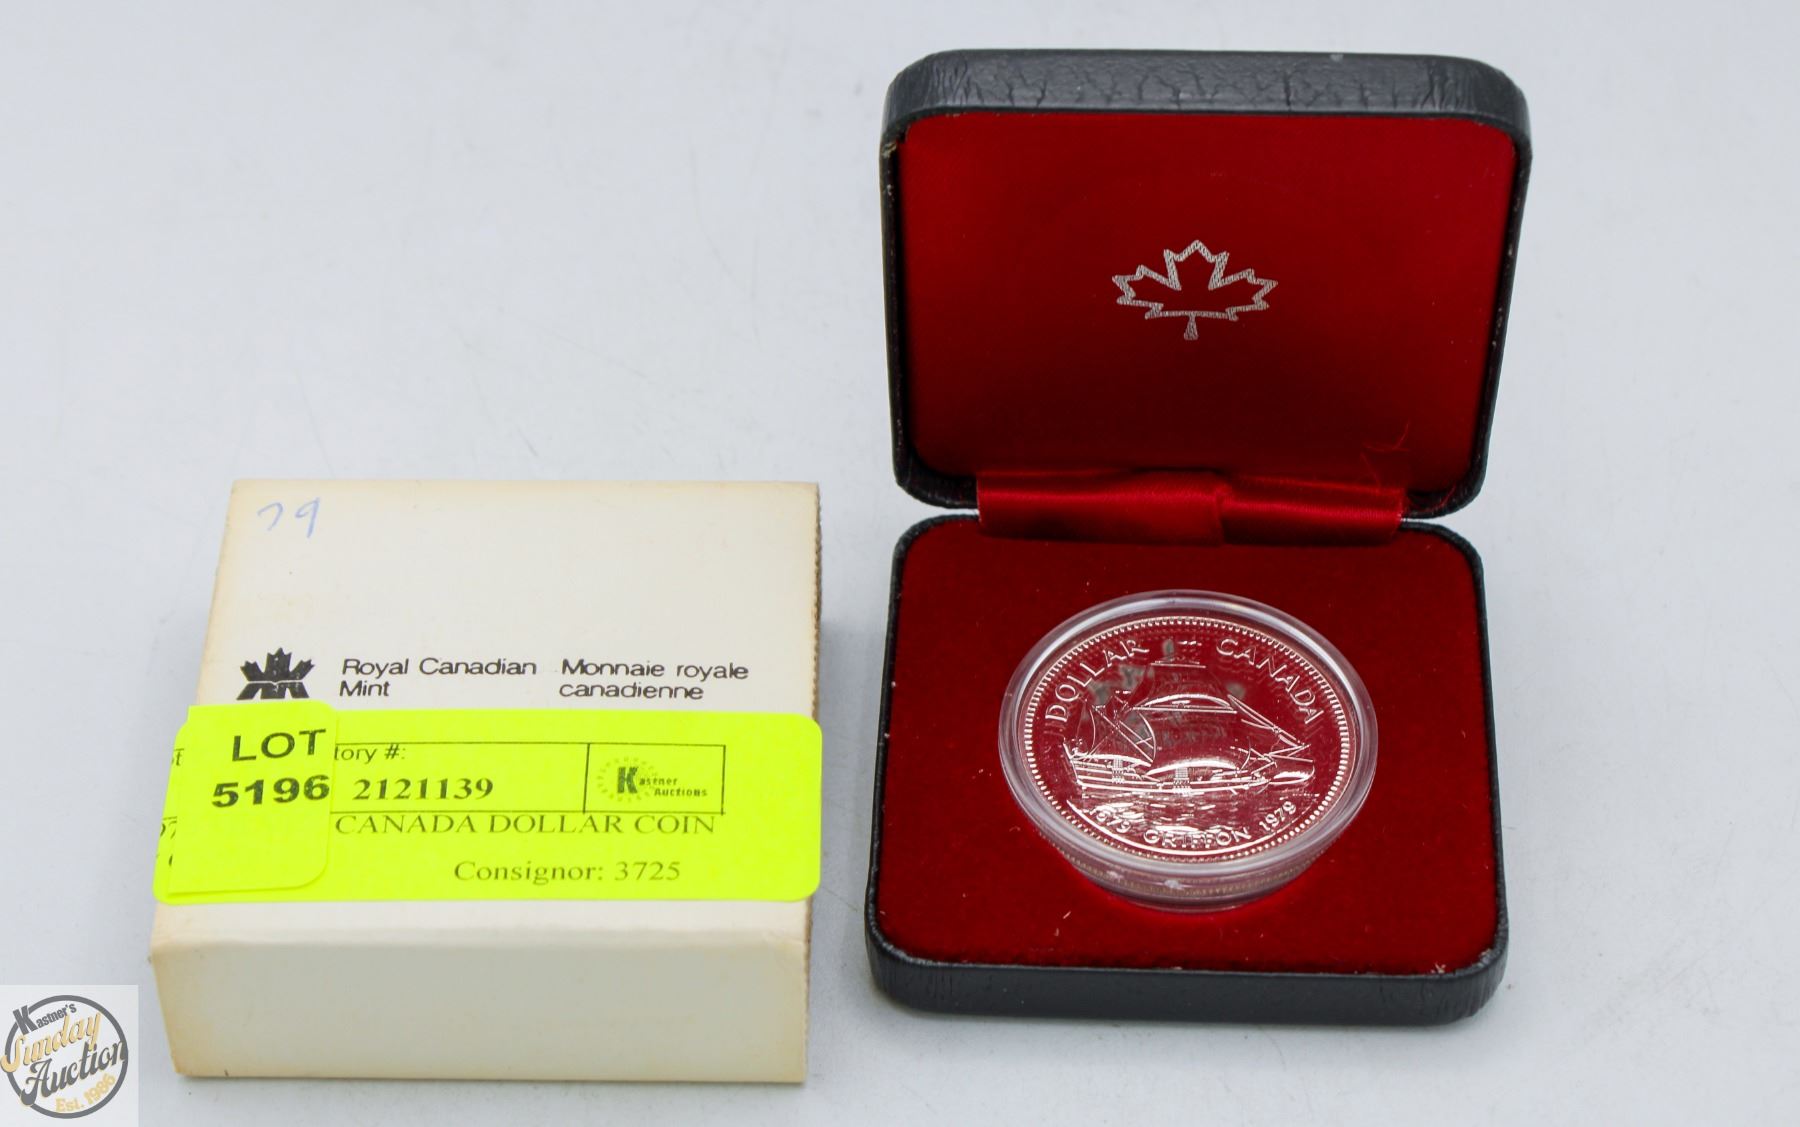 79
Royal Canadian Mint
Monnaie royale canadienne
LOT
5196
tory #:
2121139
Kastner
Auctions
CANADA DOLLAR COIN
Consignor: 3725
DOLLAR CANADA
1679 GRIFFON 1979
Kastner's
Sunday
Auction
Est. 1986